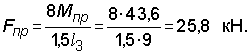 Fпр = 8Mпр / 1,5l3 = 8·43,6 / 1,5·9 = 25,8 кН.